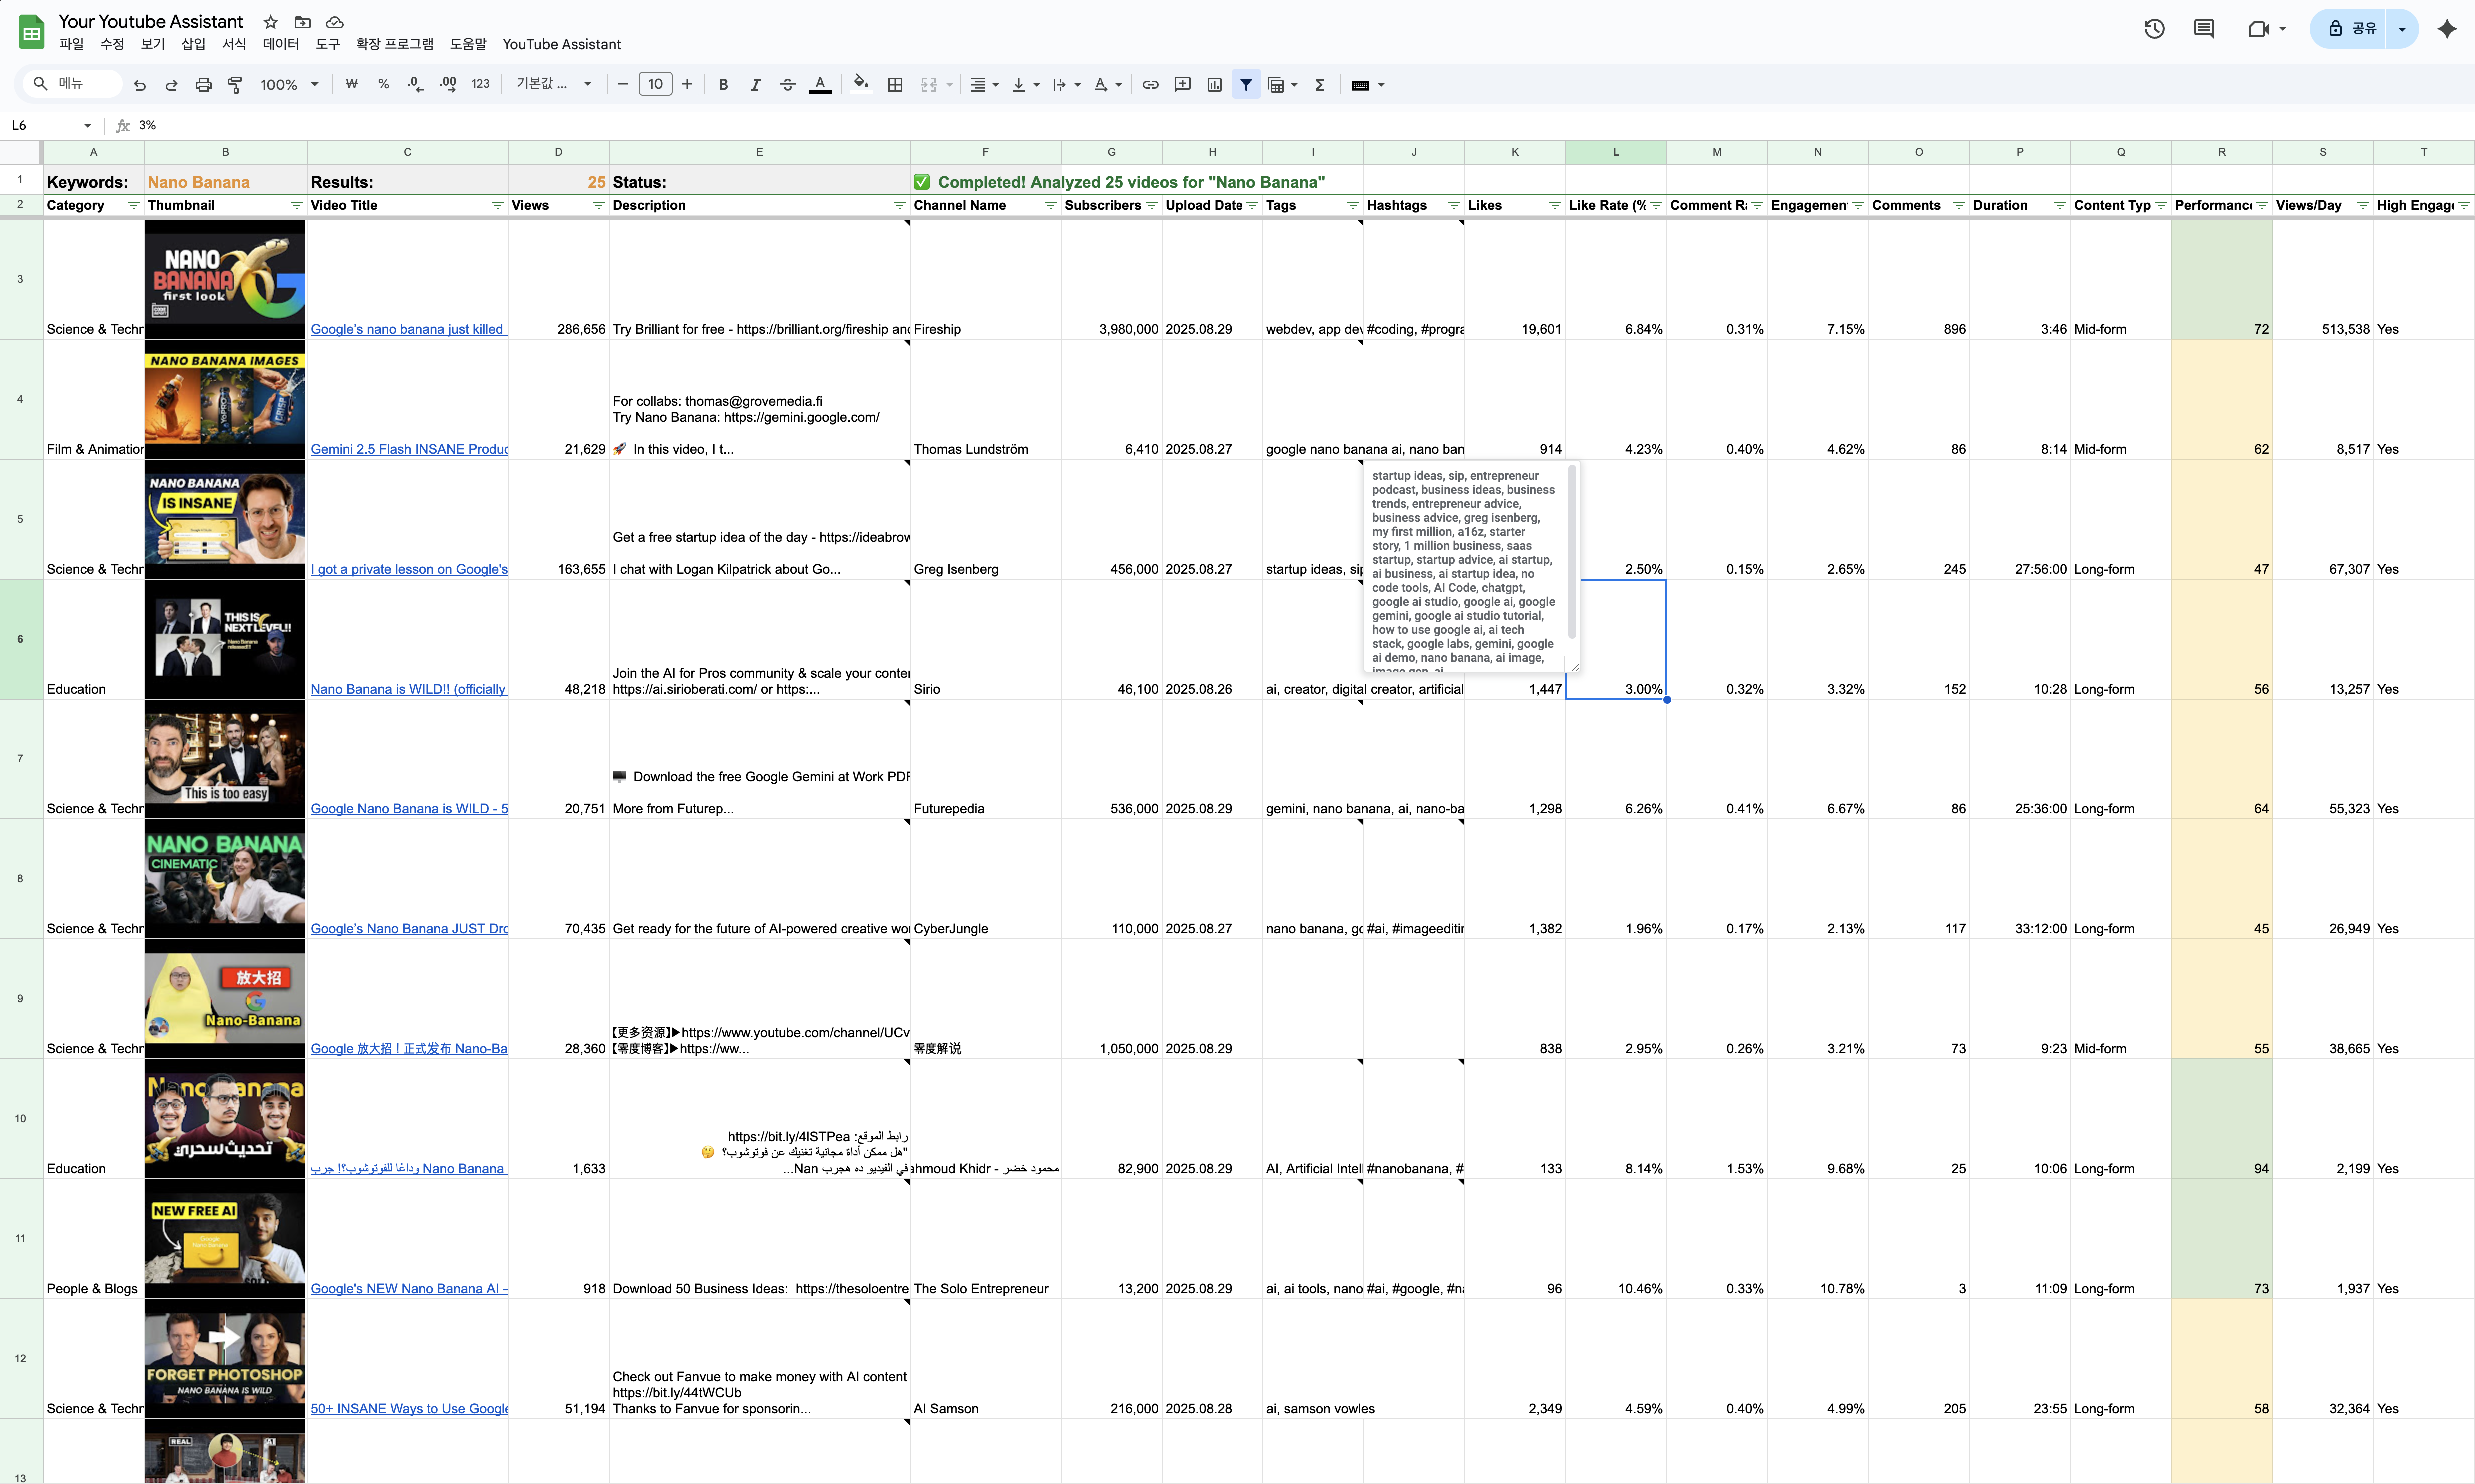 Your Youtube Assistant
파일 수정 보기 삽입 서식 데이터 도구 확장 프로그램 도움말 YouTube Assistant
공유
메뉴 100% ₩ % .0 .00 123 기본값 ... 10 B I A Σ
L6 fx 3%
A B C D E F G H I J K L M N O P Q R S T
1 Keywords: Nano Banana Results: 25 Status: ✅ Completed! Analyzed 25 videos for "Nano Banana"
2 Category Thumbnail Video Title Views Description Channel Name Subscribers Upload Date Tags Hashtags Likes Like Rate (% Comment Engagement Comments Duration Content Typ Performance Views/Day High Engage
NANO
BANANA
first look
3
Science & Techn Google's nano banana just killed 286,656 Try Brilliant for free - https://brilliant.org/fireship and Fireship 3,980,000 2025.08.29 webdev, app dev #coding, #progra 19,601 6.84% 0.31% 7.15% 896 3:46 Mid-form 72 513,538 Yes
NANO BANANA IMAGES
4
For collabs: thomas@grovemedia.fi
Try Nano Banana: https://gemini.google.com/
Film & Animation Gemini 2.5 Flash INSANE Produc 21,629 🚀 In this video, I t... Thomas Lundström 6,410 2025.08.27 google nano banana ai, nano ban 914 4.23% 0.40% 4.62% 86 8:14 Mid-form 62 8,517 Yes
NANO BANANA
IS INSANE
5
Get a free startup idea of the day - https://ideabrow
Science & Techn I got a private lesson on Google's 163,655 I chat with Logan Kilpatrick about Go... Greg Isenberg 456,000 2025.08.27 startup ideas, sip 2.50% 0.15% 2.65% 245 27:56:00 Long-form 47 67,307 Yes
startup ideas, sip, entrepreneur
podcast, business ideas, business
trends, entrepreneur advice,
business advice, greg isenberg,
my first million, a16z, starter
story, 1 million business, saas
startup, startup advice, ai startup,
ai business, ai startup idea, no
code tools, AI Code, chatgpt,
google ai studio, google ai, google
gemini, google ai studio tutorial,
how to use google ai, ai tech
stack, google labs, gemini, google
ai demo, nano banana, ai image,
image gen, ai
THIS IS
NEXT LEVEL!!
Nano Banana
released!!!
6
Join the AI for Pros community & scale your conter
Education Nano Banana is WILD!! (officially 48,218 https://ai.sirioberati.com/ or https:... Sirio 46,100 2025.08.26 ai, creator, digital creator, artificial 1,447 3.00% 0.32% 3.32% 152 10:28 Long-form 56 13,257 Yes
This is too easy
7
🖥️ Download the free Google Gemini at Work PDF
Science & Techn Google Nano Banana is WILD - 5 20,751 More from Futurep... Futurepedia 536,000 2025.08.29 gemini, nano banana, ai, nano-ba 1,298 6.26% 0.41% 6.67% 86 25:36:00 Long-form 64 55,323 Yes
NANO BANANA
CINEMATIC
8
Science & Techn Google's Nano Banana JUST Dro 70,435 Get ready for the future of AI-powered creative wo CyberJungle 110,000 2025.08.27 nano banana, go #ai, #imageeditin 1,382 1.96% 0.17% 2.13% 117 33:12:00 Long-form 45 26,949 Yes
放大招
Nano-Banana
9
【更多资源】▶https://www.youtube.com/channel/UCv
Science & Techn Google 放大招！正式发布 Nano-Ba 28,360 【零度博客】▶https://ww... 零度解说 1,050,000 2025.08.29 838 2.95% 0.26% 3.21% 73 9:23 Mid-form 55 38,665 Yes
Nano Banana
تحديث سحري
10
رابط الموقع: https://bit.ly/4lSTPea
"هل ممكن أداة مجانية تغنيك عن فوتوشوب؟ 🤔
Education وداعًا للفوتوشوب؟! جرب Nano Banana 1,633 في الفيديو ده هجرب Nan... ahmoud Khidr - محمود خضر 82,900 2025.08.29 AI, Artificial Intell #nanobanana, # 133 8.14% 1.53% 9.68% 25 10:06 Long-form 94 2,199 Yes
NEW FREE AI
Google
Nano Banana
11
People & Blogs Google's NEW Nano Banana AI – 918 Download 50 Business Ideas: https://thesoloentre The Solo Entrepreneur 13,200 2025.08.29 ai, ai tools, nano #ai, #google, #na 96 10.46% 0.33% 10.78% 3 11:09 Long-form 73 1,937 Yes
FORGET PHOTOSHOP
NANO BANANA IS WILD
12
Check out Fanvue to make money with AI content
https://bit.ly/44tWCUb
Science & Techn 50+ INSANE Ways to Use Google 51,194 Thanks to Fanvue for sponsorin... AI Samson 216,000 2025.08.28 ai, samson vowles 2,349 4.59% 0.40% 4.99% 205 23:55 Long-form 58 32,364 Yes
REAL AI
13